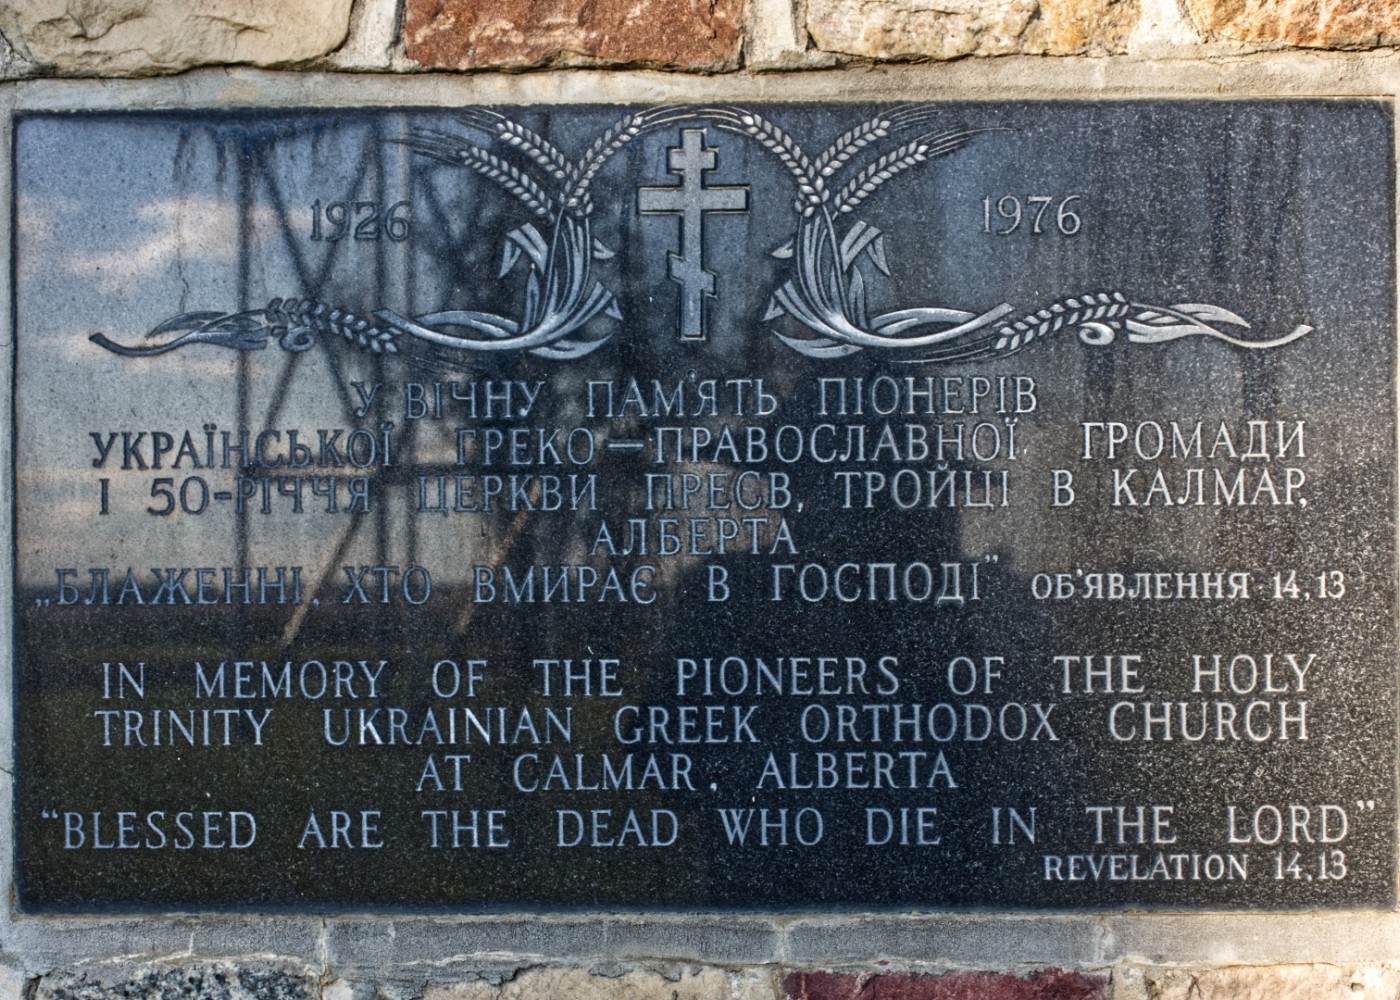 1926 1976
У ВІЧНУ ПАМ'ЯТЬ ПІОНЕРІВ
УКРАЇНСЬКОЇ ГРЕКО—ПРАВОСЛАВНОЇ ГРОМАДИ
І 50-РІЧЧЯ ЦЕРКВИ ПРЕСВ, ТРОЙЦІ В КАЛМАР,
АЛБЕРТА
„БЛАЖЕННІ, ХТО ВМИРАЄ В ГОСПОДІ" ОБ'ЯВЛЕННЯ 14,13
IN MEMORY OF THE PIONEERS OF THE HOLY
TRINITY UKRAINIAN GREEK ORTHODOX CHURCH
AT CALMAR, ALBERTA
“BLESSED ARE THE DEAD WHO DIE IN THE LORD”
REVELATION 14,13